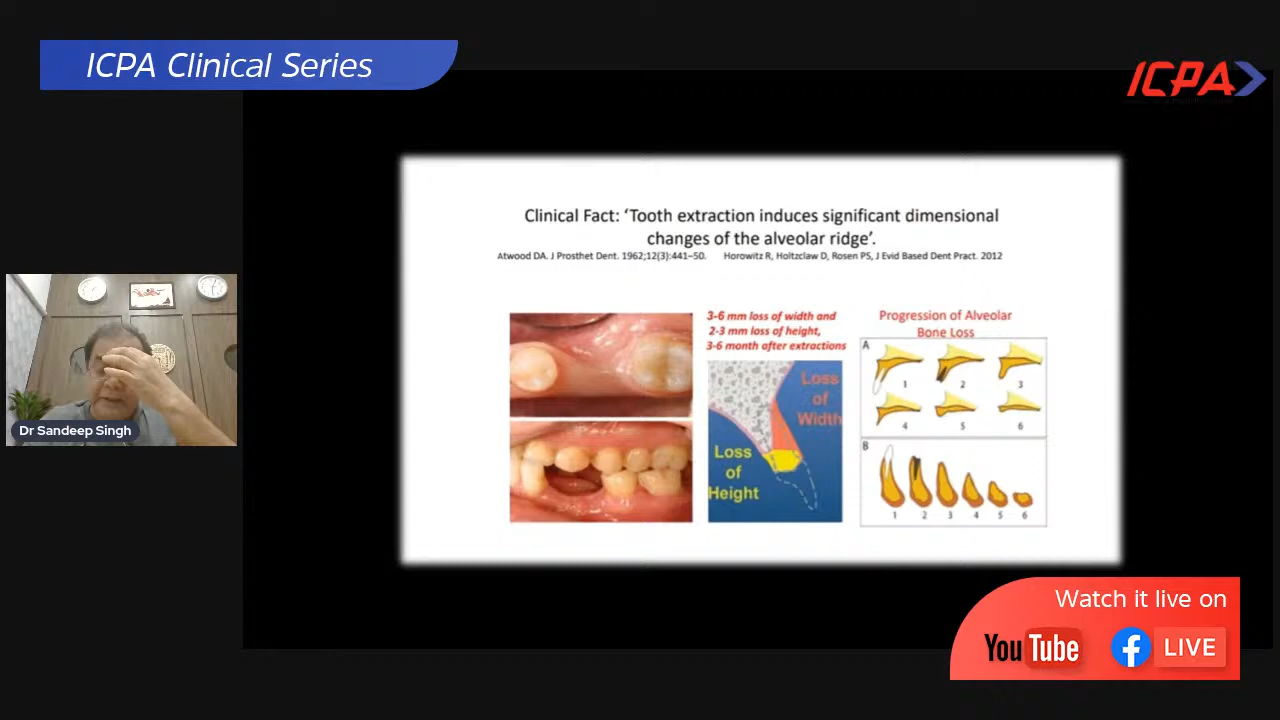 ICPA Clinical Series
ICPA
Clinical Fact: ‘Tooth extraction induces significant dimensional
changes of the alveolar ridge’.
Atwood DA. J Prosthet Dent. 1962;12(3):441–50. Horowitz R, Holtzclaw D, Rosen PS, J Evid Based Dent Pract. 2012
3-6 mm loss of width and
2-3 mm loss of height,
3-6 month after extractions
Loss
of
Width
Loss
of
Height
Progression of Alveolar
Bone Loss
A
1 2 3
4 5 6
B
1 2 3 4 5 6
Dr Sandeep Singh
Watch it live on
YouTube f LIVE